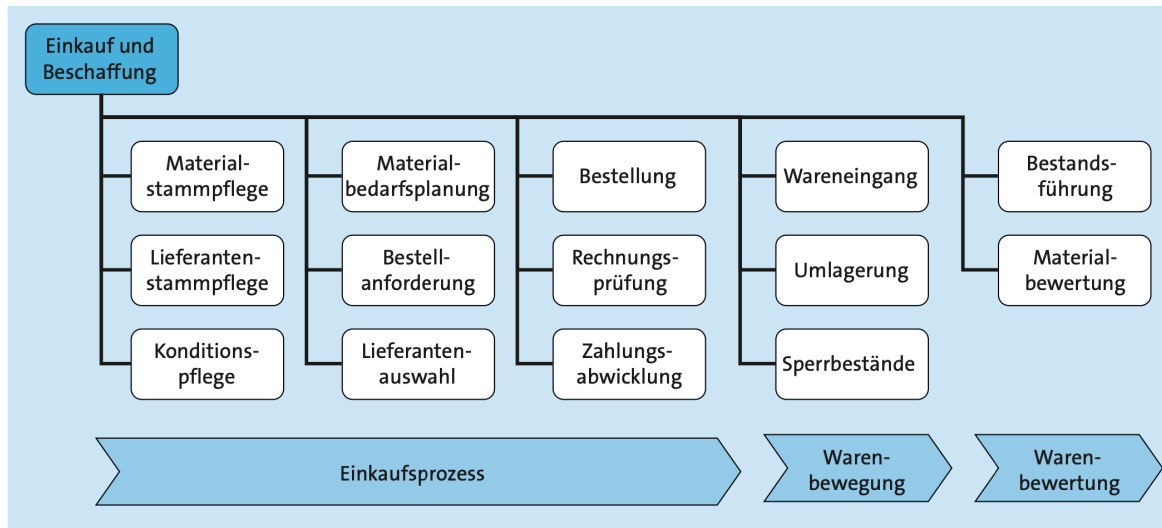 Einkauf und
Beschaffung
Material-
stammpflege
Material-
bedarfsplanung
Bestellung
Wareneingang
Bestands-
führung
Lieferanten-
stammpflege
Bestell-
anforderung
Rechnungs-
prüfung
Umlagerung
Material-
bewertung
Konditions-
pflege
Lieferanten-
auswahl
Zahlungs-
abwicklung
Sperrbestände
Einkaufsprozess
Waren-
bewegung
Waren-
bewertung